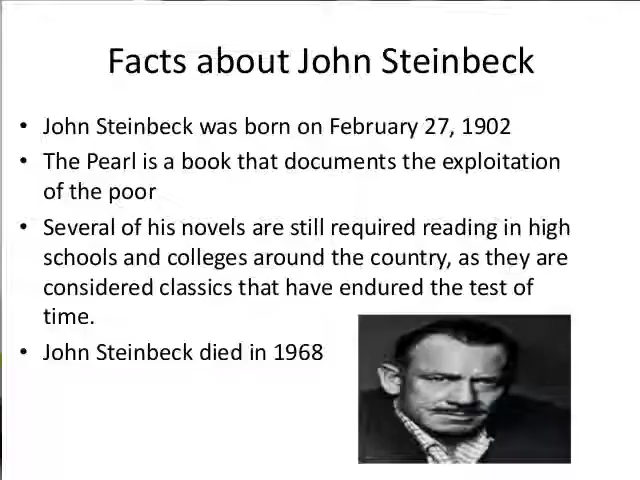 Facts about John Steinbeck
• John Steinbeck was born on February 27, 1902
• The Pearl is a book that documents the exploitation
of the poor
• Several of his novels are still required reading in high
schools and colleges around the country, as they are
considered classics that have endured the test of
time.
• John Steinbeck died in 1968